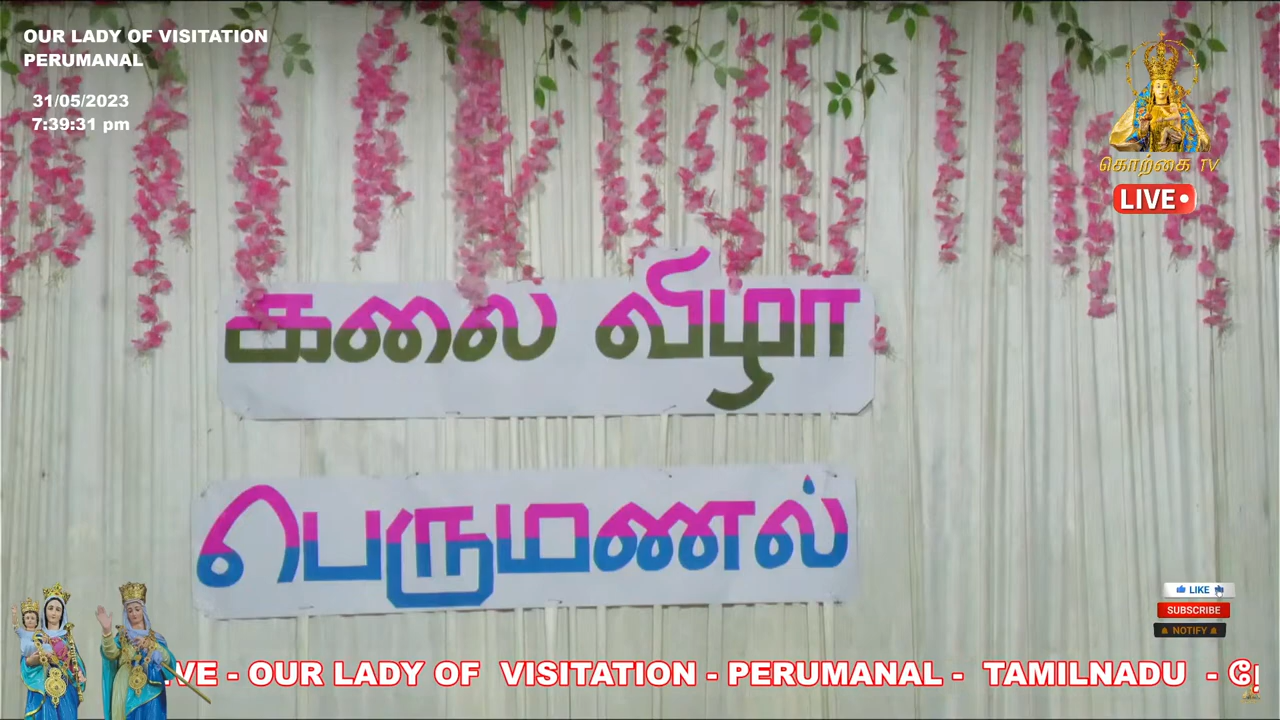 OUR LADY OF VISITATION
PERUMANAL
31/05/2023
7:39:31 pm
கொற்கை TV
LIVE
கலை விழா
பெருமணல்
LIKE
SUBSCRIBE
NOTIFY
- OUR LADY OF VISITATION - PERUMANAL - TAMILNADU -